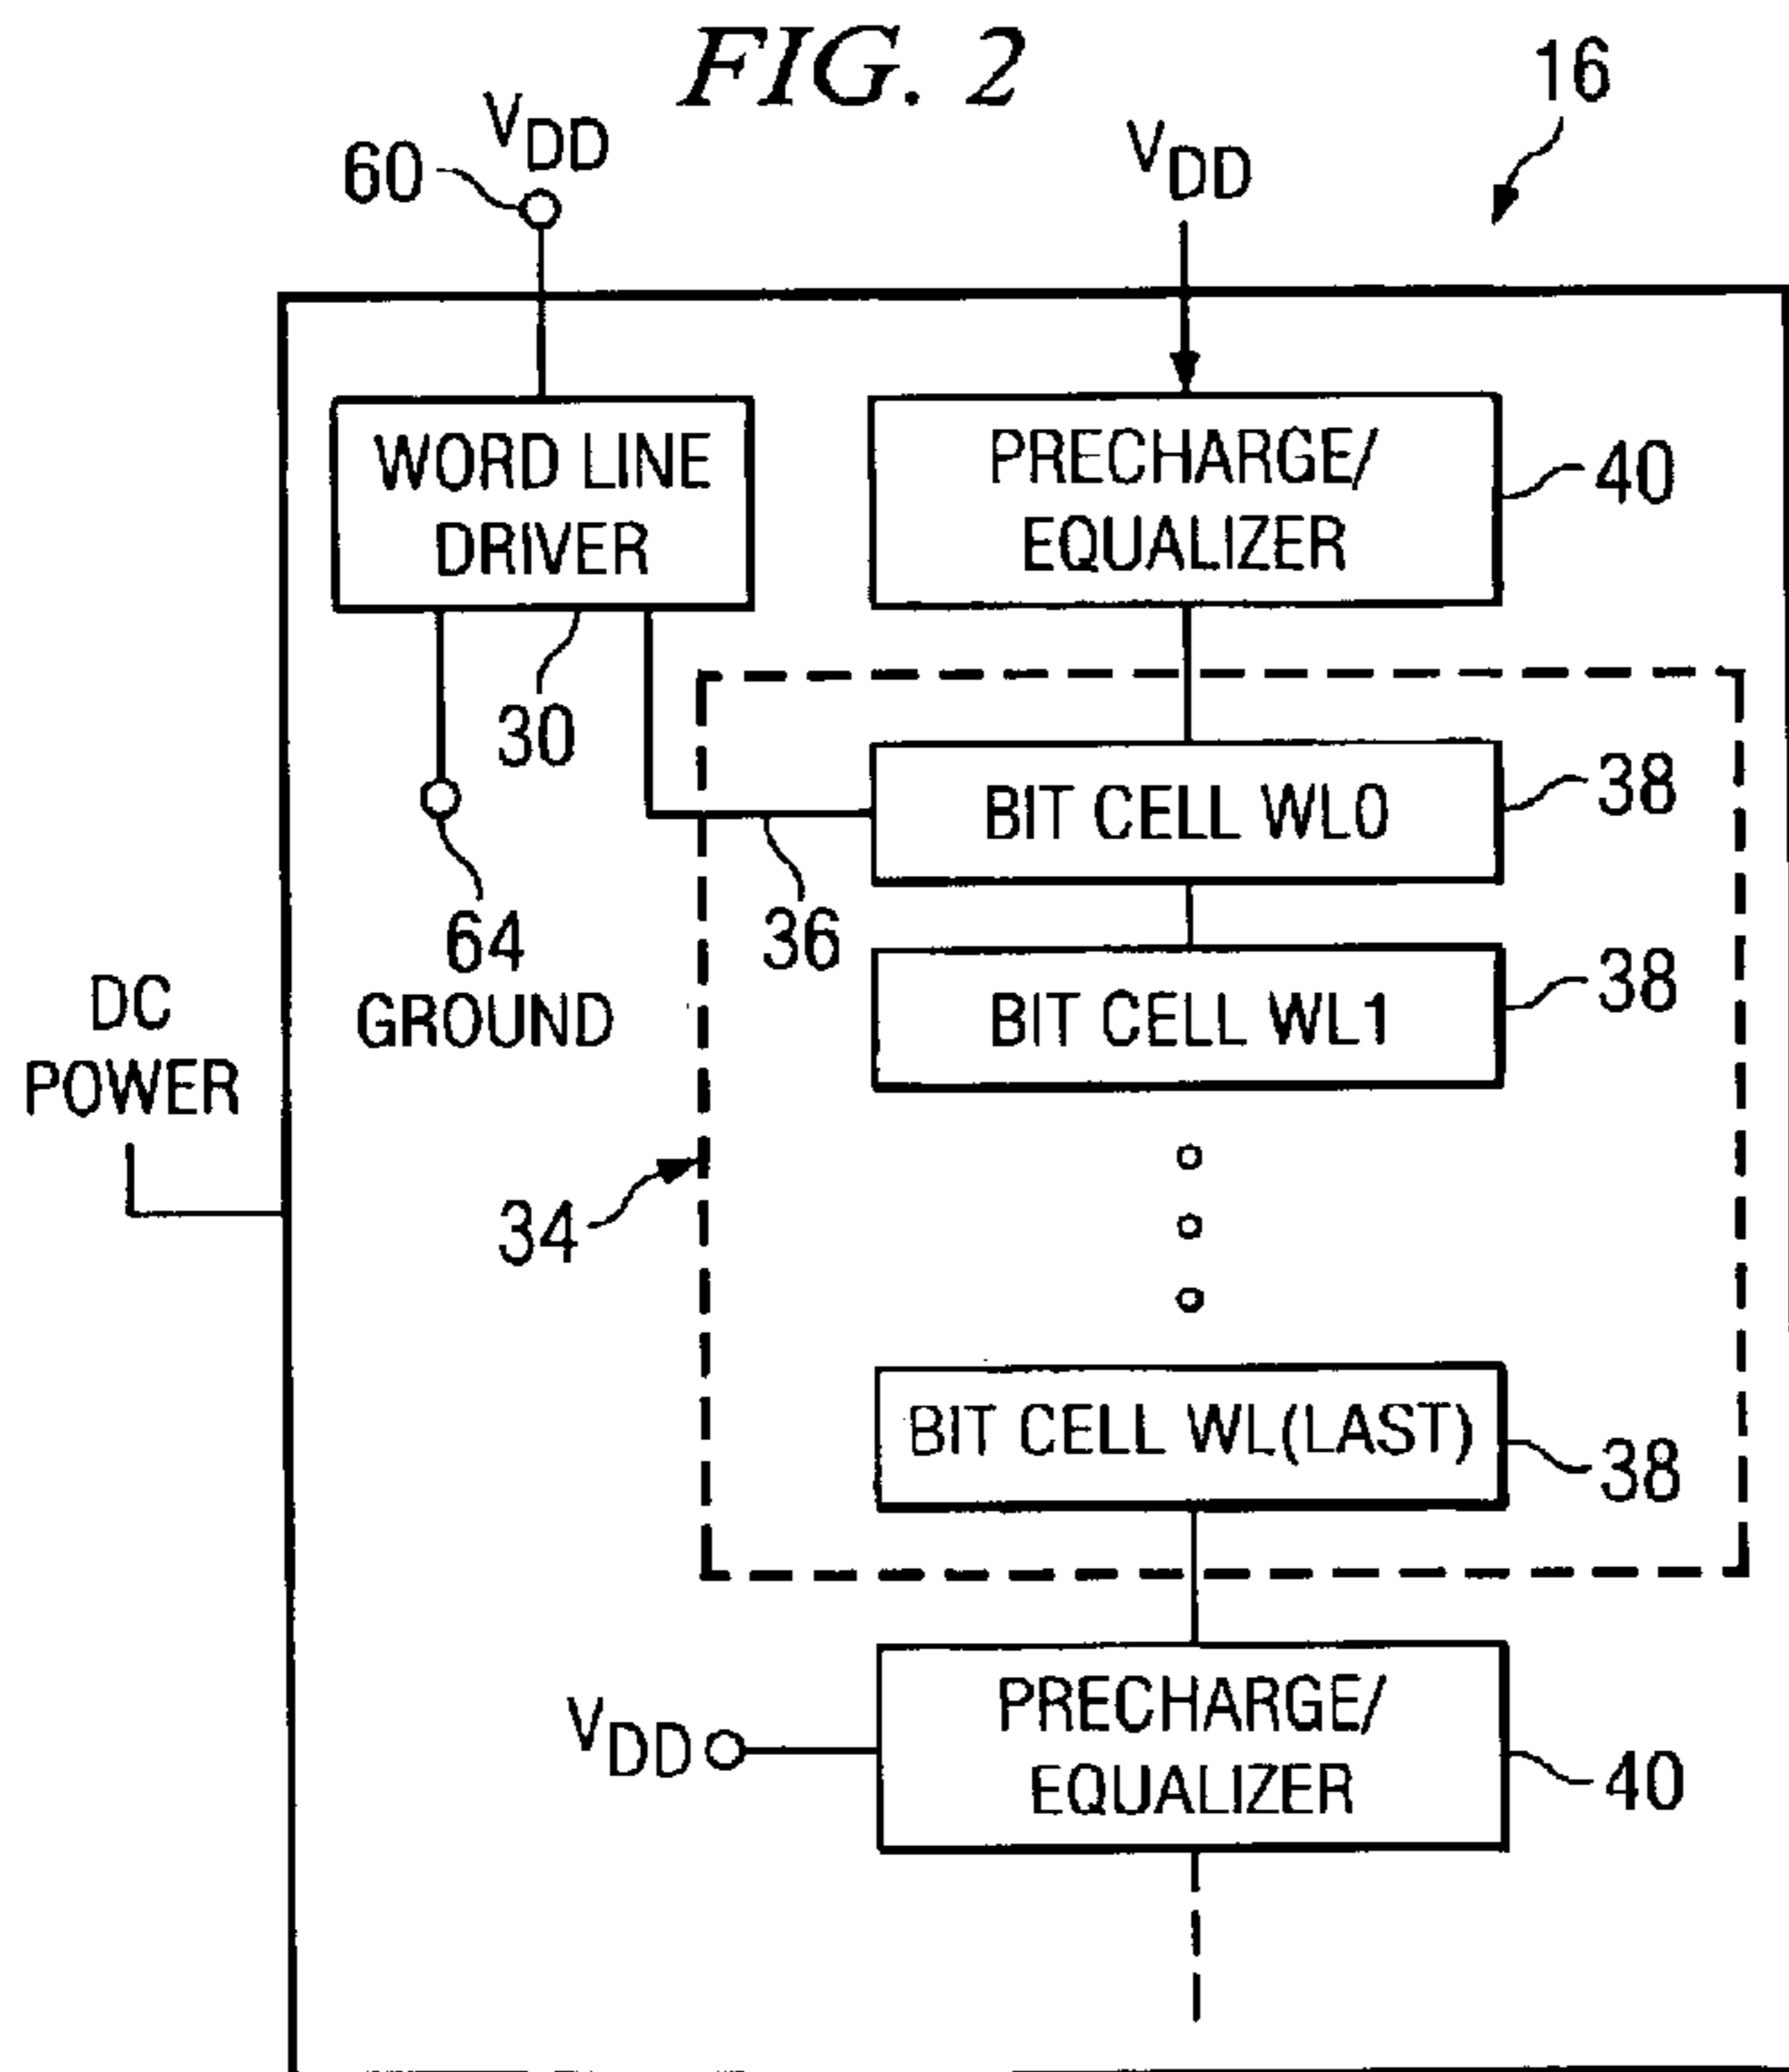 FIG. 2
16
VDD
60
VDD
WORD LINE
DRIVER
PRECHARGE/
EQUALIZER
40
30
BIT CELL WL0
38
64
GROUND
36
BIT CELL WL1
38
DC
POWER
34
BIT CELL WL(LAST)
38
VDD
PRECHARGE/
EQUALIZER
40